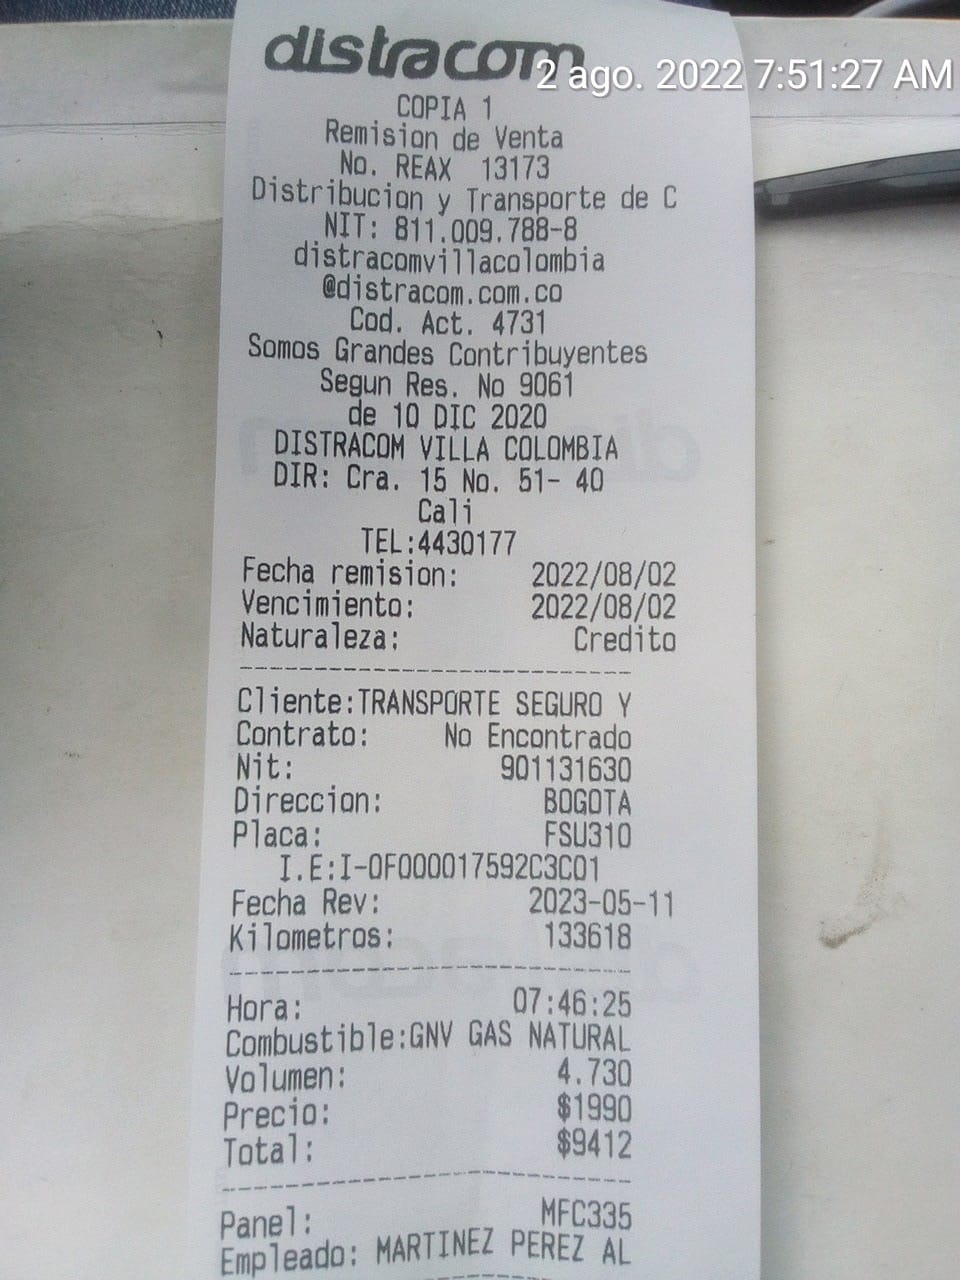 distracom
2 ago. 2022 7:51:27 AM
COPIA 1
Remision de Venta
No. REAX 13173
Distribucion y Transporte de C
NIT: 811.009.788-8
distracomvillacolombia
@distracom.com.co
Cod. Act. 4731
Somos Grandes Contribuyentes
Segun Res. No 9061
de 10 DIC 2020
DISTRACOM VILLA COLOMBIA
DIR: Cra. 15 No. 51- 40
Cali
TEL:4430177
Fecha remision: 2022/08/02
Vencimiento: 2022/08/02
Naturaleza: Credito
Cliente:TRANSPORTE SEGURO Y
Contrato: No Encontrado
Nit: 901131630
Direccion: BOGOTA
Placa: FSU310
I.E:I-0F000017592C3C01
Fecha Rev: 2023-05-11
Kilometros: 133618
Hora: 07:46:25
Combustible:GNV GAS NATURAL
Volumen: 4.730
Precio: $1990
Total: $9412
Panel: MFC335
Empleado: MARTINEZ PEREZ AL